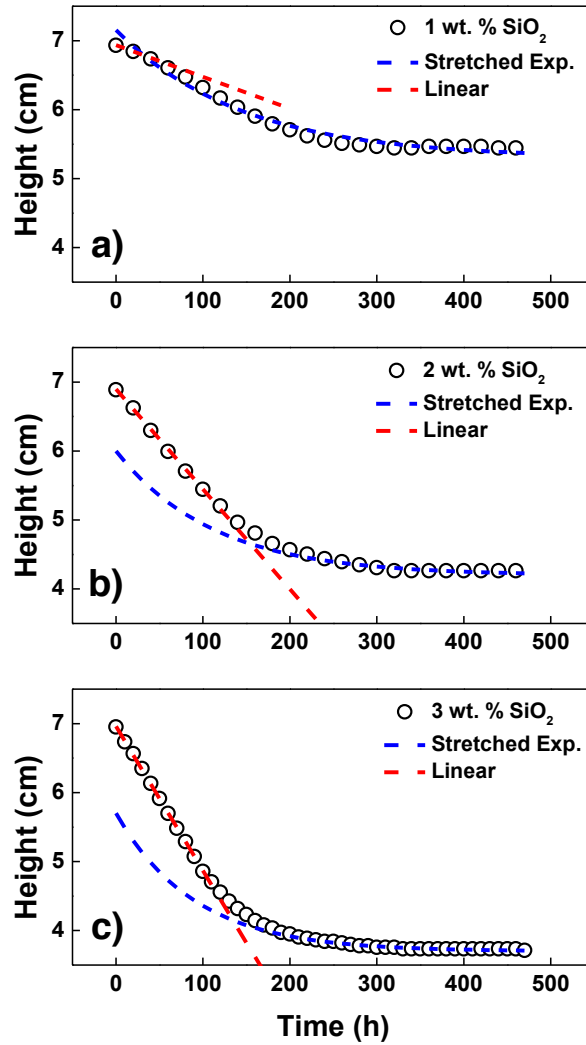 7
6
5
4
Height (cm)
1 wt. % SiO₂
Stretched Exp.
Linear
a)
0 100 200 300 400 500
7
6
5
4
Height (cm)
2 wt. % SiO₂
Stretched Exp.
Linear
b)
0 100 200 300 400 500
7
6
5
4
Height (cm)
3 wt. % SiO₂
Stretched Exp.
Linear
c)
0 100 200 300 400 500
Time (h)